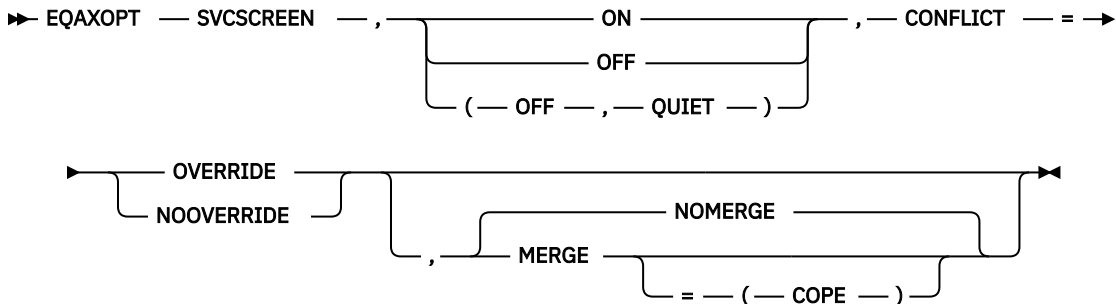 EQAXOPT SVCSCREEN , ON , CONFLICT =
OFF
( OFF , QUIET )
OVERRIDE
NOOVERRIDE
NOMERGE
, MERGE
= ( COPE )